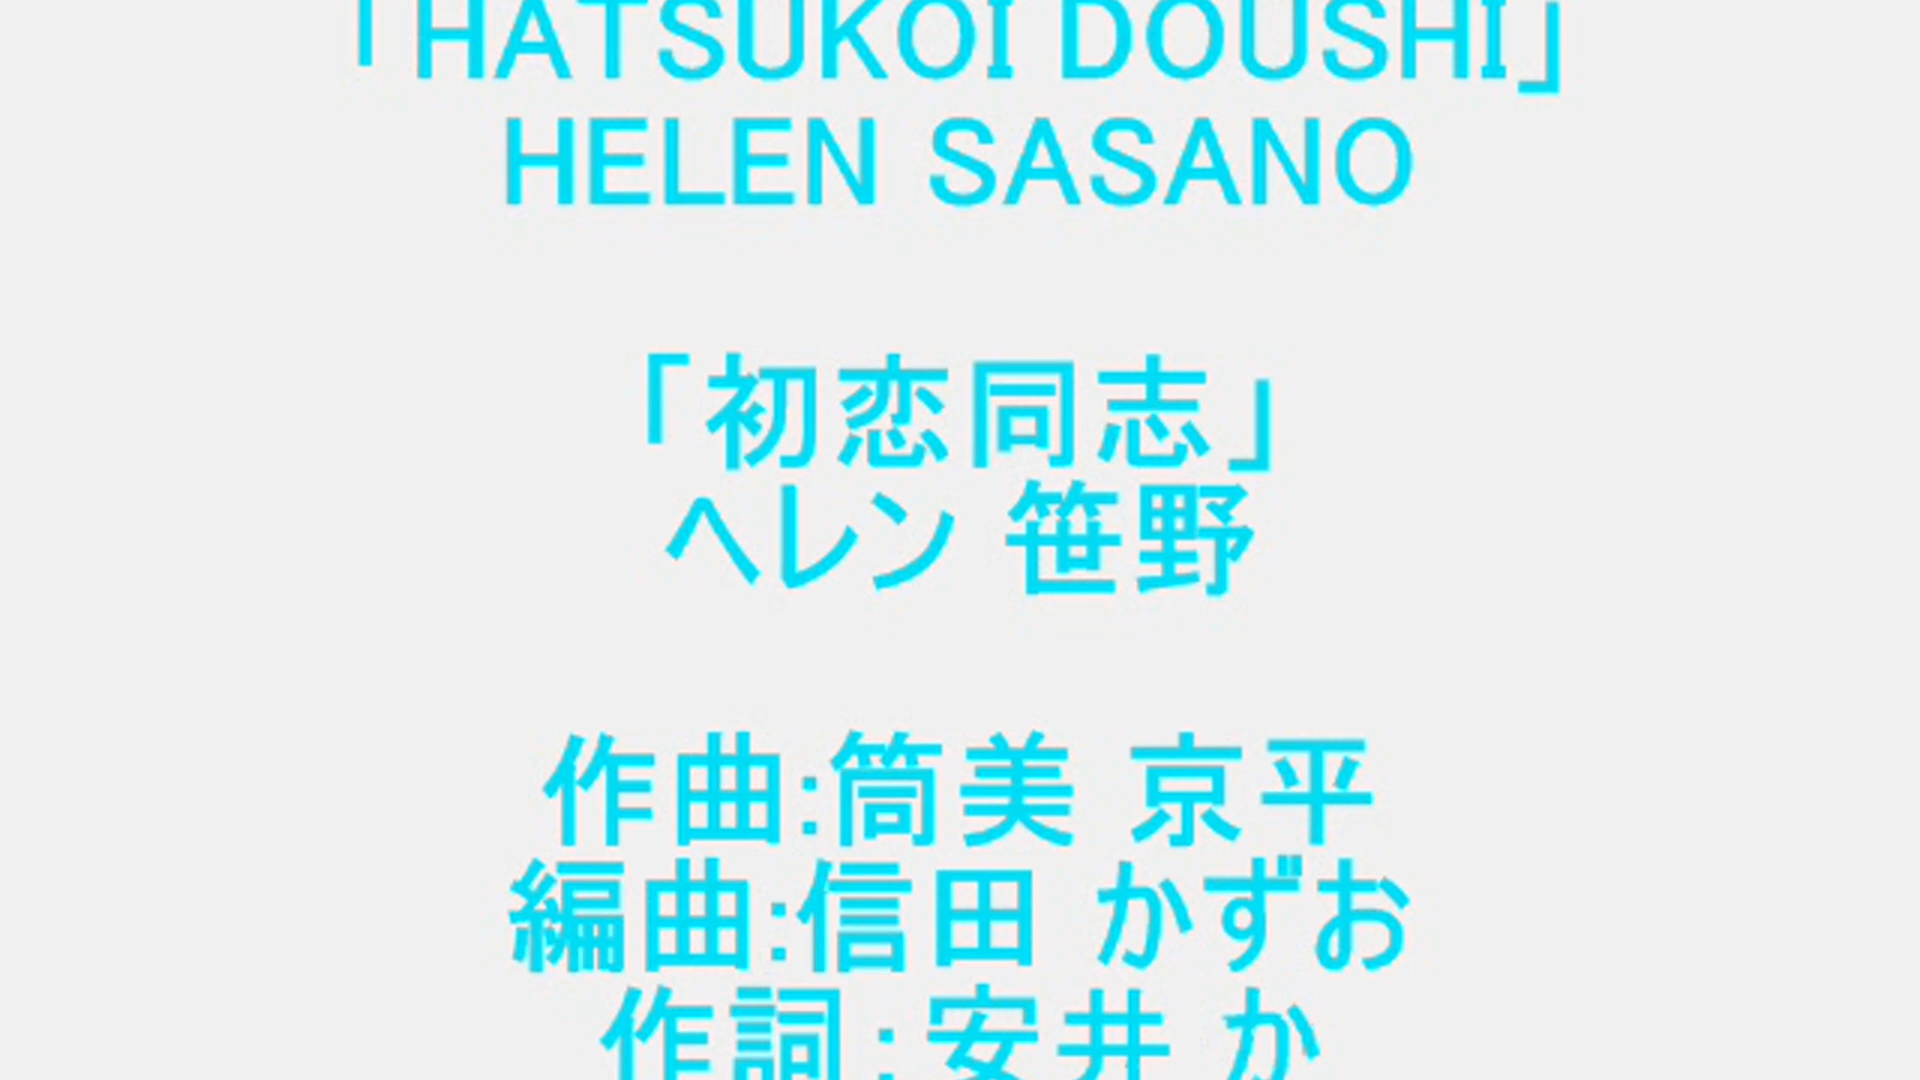 「HATSUKOI DOUSHI」
HELEN SASANO
「初恋同志」
ヘレン 笹野
作曲:筒美 京平
編曲:信田 かずお
作詞:安井 か